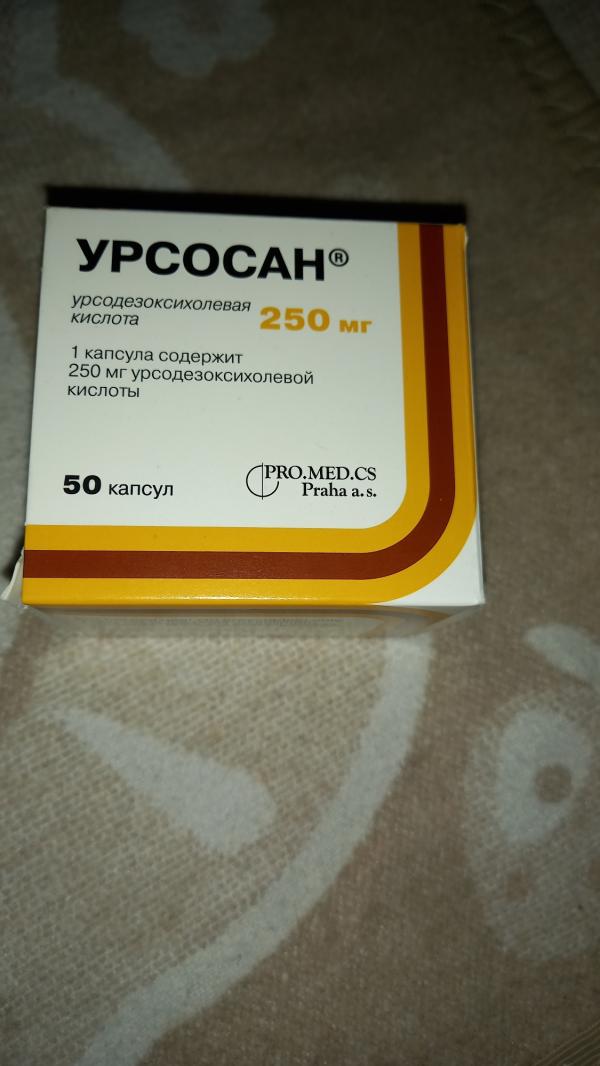 УРСОСАН®
урсодезоксихолевая
кислота
250 мг
1 капсула содержит
250 мг урсодезоксихолевой
кислоты
50 капсул
PRO.MED.CS
Praha a.s.